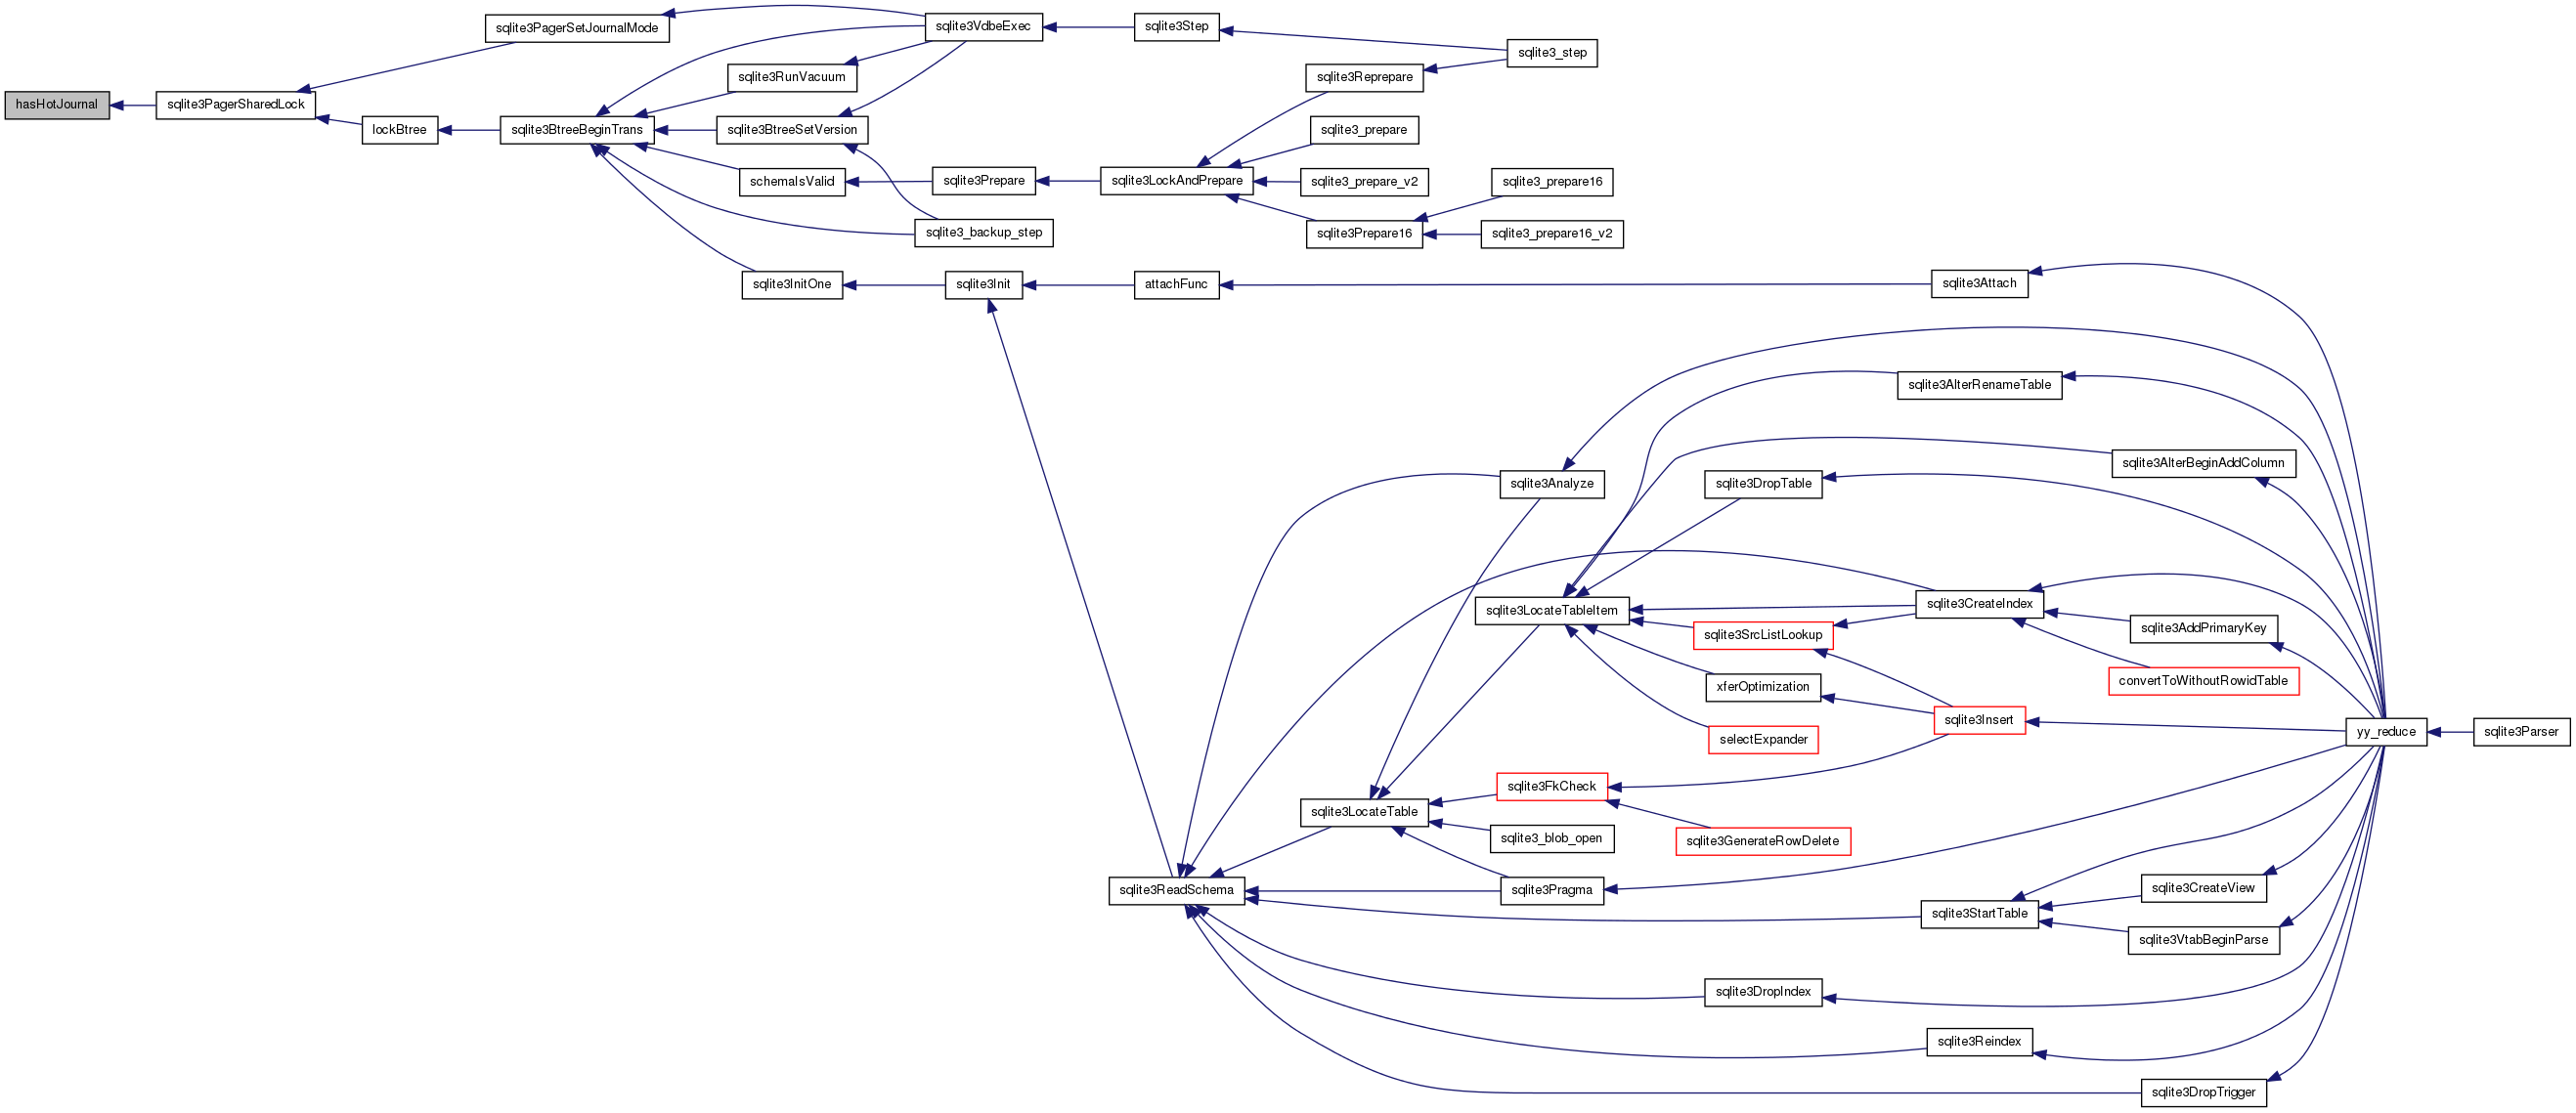 sqlite3PagerSetJournalMode
sqlite3VdbeExec
sqlite3Step
sqlite3_step
sqlite3RunVacuum
sqlite3Reprepare
hasHotJournal
sqlite3PagerSharedLock
lockBtree
sqlite3BtreeBeginTrans
sqlite3BtreeSetVersion
sqlite3_prepare
schemaIsValid
sqlite3Prepare
sqlite3LockAndPrepare
sqlite3_prepare_v2
sqlite3_prepare16
sqlite3_backup_step
sqlite3Prepare16
sqlite3_prepare16_v2
sqlite3InitOne
sqlite3Init
attachFunc
sqlite3Attach
sqlite3AlterRenameTable
sqlite3AlterBeginAddColumn
sqlite3Analyze
sqlite3DropTable
sqlite3LocateTableItem
sqlite3CreateIndex
sqlite3SrcListLookup
sqlite3AddPrimaryKey
convertToWithoutRowidTable
xferOptimization
sqlite3Insert
selectExpander
yy_reduce
sqlite3Parser
sqlite3FkCheck
sqlite3LocateTable
sqlite3_blob_open
sqlite3GenerateRowDelete
sqlite3ReadSchema
sqlite3Pragma
sqlite3CreateView
sqlite3StartTable
sqlite3VtabBeginParse
sqlite3DropIndex
sqlite3Reindex
sqlite3DropTrigger